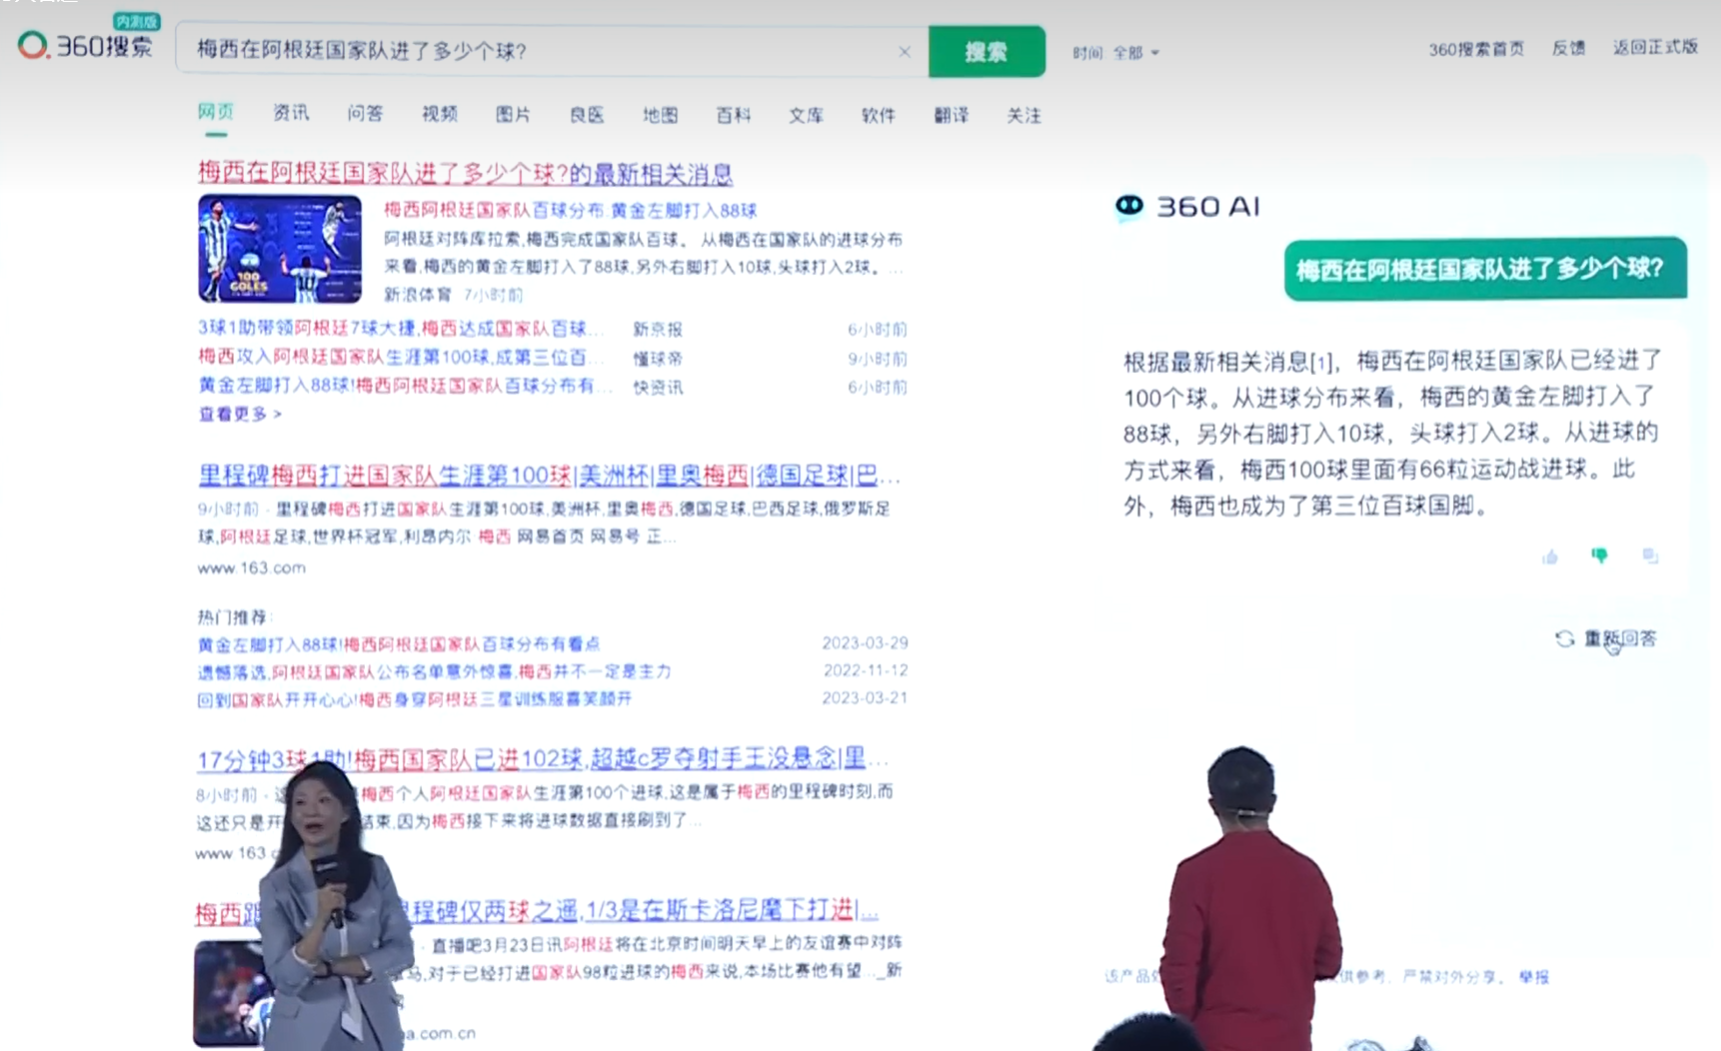 内测版
360搜索
梅西在阿根廷国家队进了多少个球?
×
搜索
时间 全部
360搜索首页 反馈 返回正式版
网页 资讯 问答 视频 图片 良医 地图 百科 文库 软件 翻译 关注
梅西在阿根廷国家队进了多少个球?的最新相关消息
100
GOLES
梅西阿根廷国家队百球分布:黄金左脚打入88球
阿根廷对阵库拉索,梅西完成国家队百球。从梅西在国家队的进球分布
来看,梅西的黄金左脚打入了88球,另外右脚打入10球,头球打入2球。...
新浪体育 7小时前
3球1助带领阿根廷7球大捷,梅西达成国家队百球... 新京报 6小时前
梅西攻入阿根廷国家队生涯第100球,成第三位百... 懂球帝 9小时前
黄金左脚打入88球!梅西阿根廷国家队百球分布有... 快资讯 6小时前
查看更多 >
里程碑梅西打进国家队生涯第100球|美洲杯|里奥梅西|德国足球|巴...
9小时前 - 里程碑梅西打进国家队生涯第100球,美洲杯,里奥梅西,德国足球,巴西足球,俄罗斯足
球,阿根廷足球,世界杯冠军,利昂内尔 梅西 网易首页 网易号 正...
www.163.com
热门推荐:
黄金左脚打入88球!梅西阿根廷国家队百球分布有看点 2023-03-29
遗憾落选,阿根廷国家队公布名单意外惊喜,梅西并不一定是主力 2022-11-12
回到国家队开开心心!梅西身穿阿根廷三星训练服喜笑颜开 2023-03-21
17分钟3球1助!梅西国家队已进102球,超越c罗夺射手王没悬念|里...
8小时前 - 这 梅西个人阿根廷国家队生涯第100个进球,这是属于梅西的里程碑时刻,而
这还只是开 结束,因为梅西接下来将进球数据直接刷到了...
www.163
梅西距 里程碑仅两球之遥,1/3是在斯卡洛尼麾下打进|...
- 直播吧3月23日讯阿根廷将在北京时间明天早上的友谊赛中对阵
马,对于已经打进国家队98粒进球的梅西来说,本场比赛他有望..._新
a.com.cn
360 AI
梅西在阿根廷国家队进了多少个球?
根据最新相关消息[1]，梅西在阿根廷国家队已经进了
100个球。从进球分布来看，梅西的黄金左脚打入了
88球，另外右脚打入10球，头球打入2球。从进球的
方式来看，梅西100球里面有66粒运动战进球。此
外，梅西也成为了第三位百球国脚。
重新回答
该产品 供参考，严禁对外分享。 举报